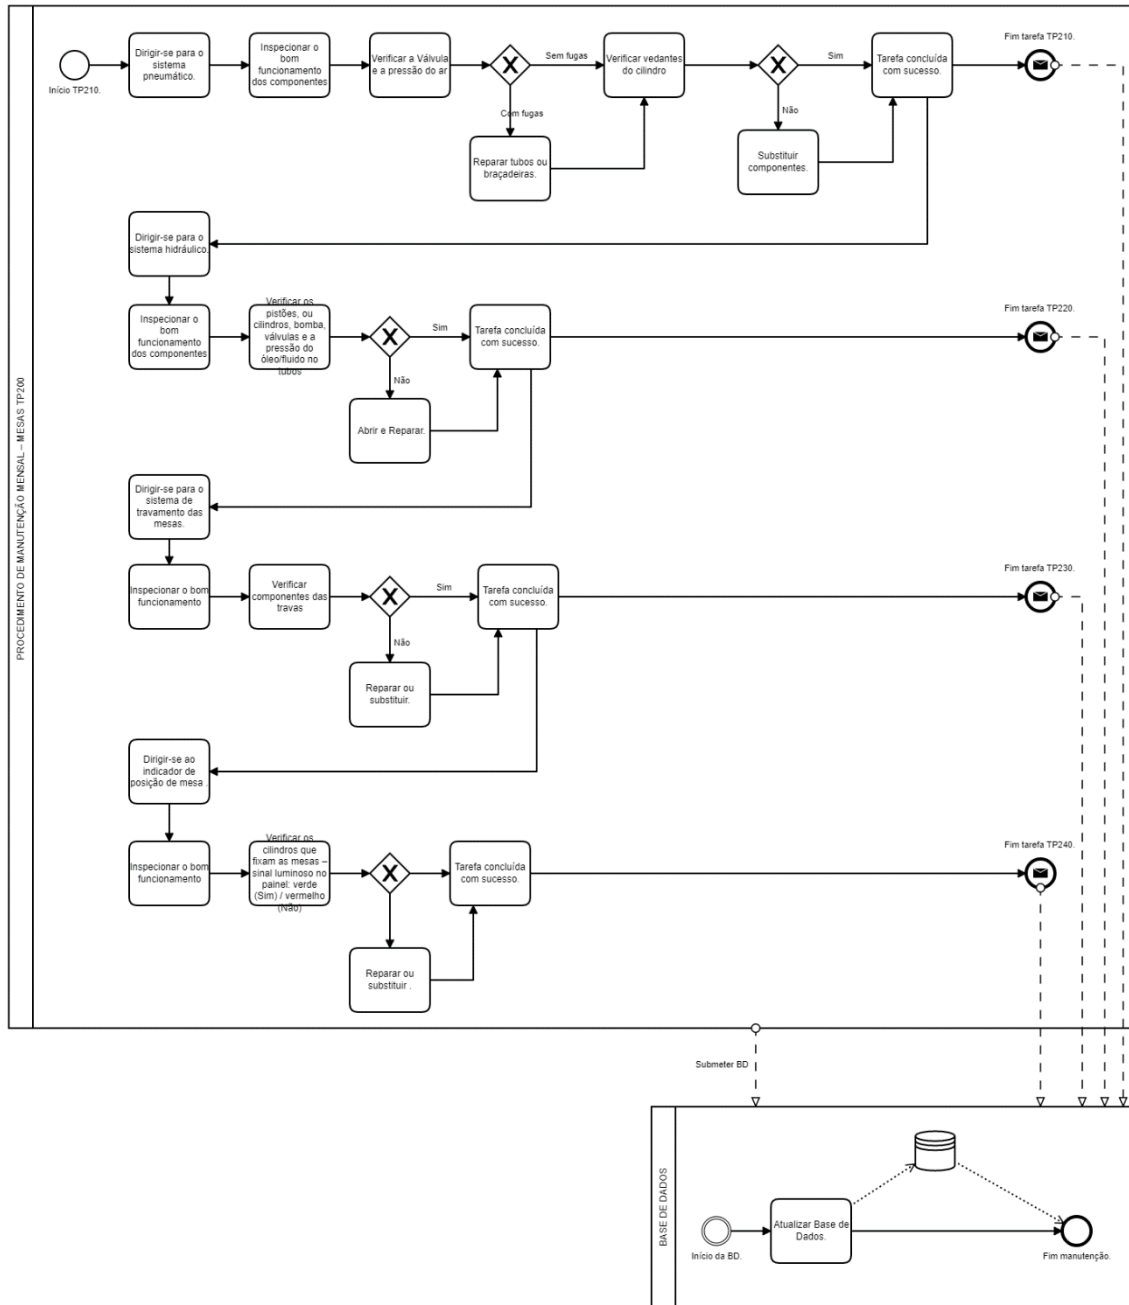 PROCEDIMENTO DE MANUTENÇÃO MENSAL – MESAS TP200
Início TP210.
Dirigir-se para o
sistema
pneumático.
Inspecionar o
bom
funcionamento
dos componentes
Verificar a Válvula
e a pressão do ar
Sem fugas
Com fugas
Reparar tubos ou
braçadeiras.
Verificar vedantes
do cilindro
Sim
Não
Substituir
componentes.
Tarefa concluída
com sucesso.
Fim tarefa TP210.
Dirigir-se para o
sistema hidráulico.
Inspecionar o
bom
funcionamento
dos componentes
Verificar os
pistões, ou
cilindros, bomba,
válvulas e a
pressão do
óleo/fluido no
tubos
Sim
Não
Abrir e Reparar.
Tarefa concluída
com sucesso.
Fim tarefa TP220.
Dirigir-se para o
sistema de
travamento das
mesas.
Inspecionar o bom
funcionamento
Verificar
componentes das
travas
Sim
Não
Reparar ou
substituir.
Tarefa concluída
com sucesso.
Fim tarefa TP230.
Dirigir-se ao
indicador de
posição de mesa .
Inspecionar o bom
funcionamento
Verificar os
cilindros que
fixam as mesas –
sinal luminoso no
painel: verde
(Sim) / vermelho
(Não)
Reparar ou
substituir .
Tarefa concluída
com sucesso.
Fim tarefa TP240.
Submeter BD
BASE DE DADOS
Início da BD.
Atualizar Base de
Dados.
Fim manutenção.